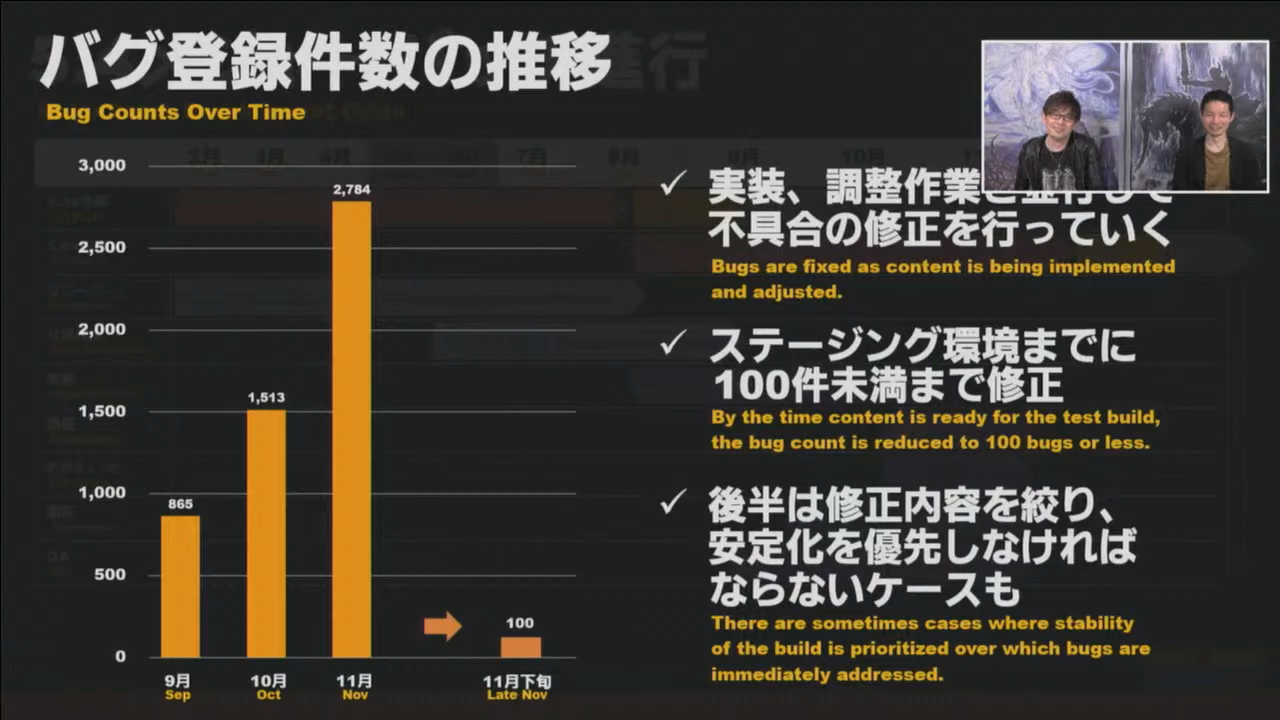 バグ登録件数の推移
Bug Counts Over Time
3,000
2,500
2,000
1,500
1,000
500
0
865
1,513
2,784
100
9月
Sep
10月
Oct
11月
Nov
11月下旬
Late Nov
✓ 実装、調整作業と並行して
不具合の修正を行っていく
Bugs are fixed as content is being implemented
and adjusted.
✓ ステージング環境までに
100件未満まで修正
By the time content is ready for the test build,
the bug count is reduced to 100 bugs or less.
✓ 後半は修正内容を絞り、
安定化を優先しなければ
ならないケースも
There are sometimes cases where stability
of the build is prioritized over which bugs are
immediately addressed.